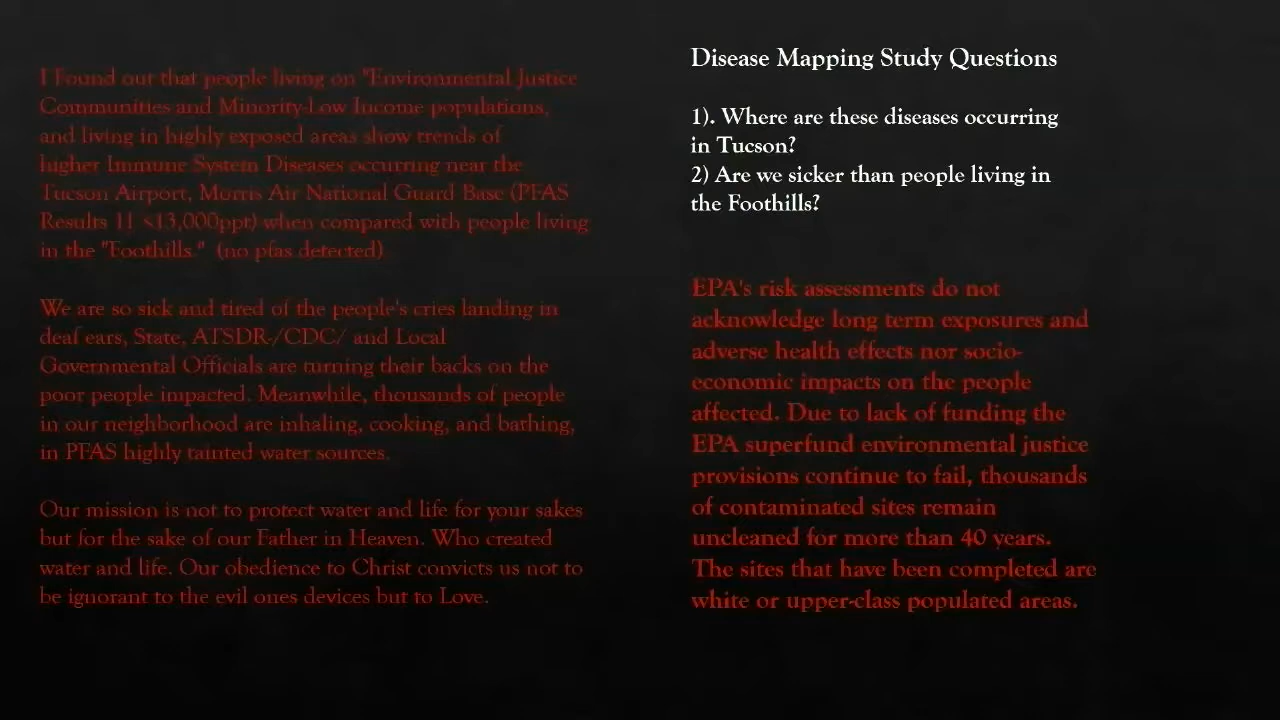 I Found out that people living on "Environmental Justice
Communities and Minority-Low Income populations,
and living in highly exposed areas show trends of
higher Immune System Diseases occurring near the
Tucson Airport, Morris Air National Guard Base (PFAS
Results 11 <13,000ppt) when compared with people living
in the "Foothills." (no pfas detected)
We are so sick and tired of the people's cries landing in
deaf ears, State, ATSDR-/CDC/ and Local
Governmental Officials are turning their backs on the
poor people impacted. Meanwhile, thousands of people
in our neighborhood are inhaling, cooking, and bathing,
in PFAS highly tainted water sources.
Our mission is not to protect water and life for your sakes
but for the sake of our Father in Heaven. Who created
water and life. Our obedience to Christ convicts us not to
be ignorant to the evil ones devices but to Love.
Disease Mapping Study Questions
1). Where are these diseases occurring
in Tucson?
2) Are we sicker than people living in
the Foothills?
EPA's risk assessments do not
acknowledge long term exposures and
adverse health effects nor socio-
economic impacts on the people
affected. Due to lack of funding the
EPA superfund environmental justice
provisions continue to fail, thousands
of contaminated sites remain
uncleaned for more than 40 years.
The sites that have been completed are
white or upper-class populated areas.